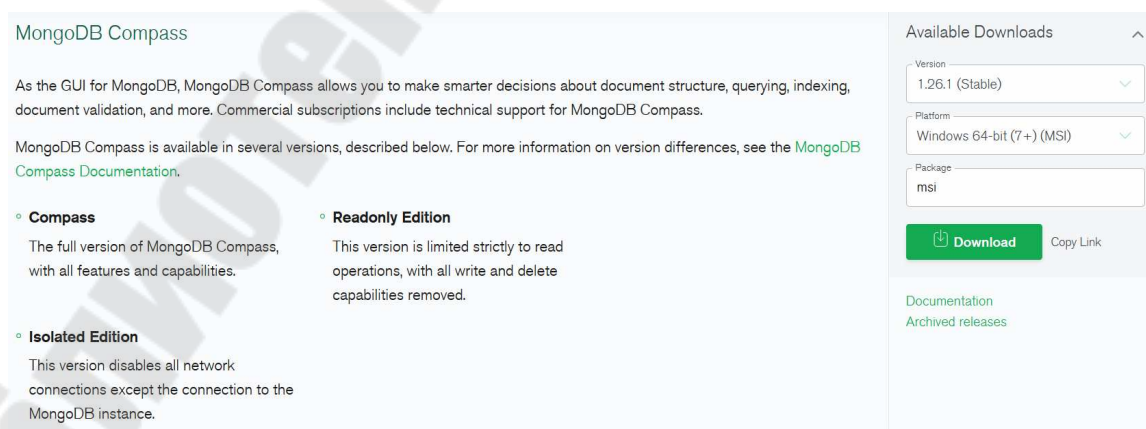 MongoDB Compass
As the GUI for MongoDB, MongoDB Compass allows you to make smarter decisions about document structure, querying, indexing,
document validation, and more. Commercial subscriptions include technical support for MongoDB Compass.
MongoDB Compass is available in several versions, described below. For more information on version differences, see the MongoDB
Compass Documentation.
Compass
The full version of MongoDB Compass,
with all features and capabilities.
Readonly Edition
This version is limited strictly to read
operations, with all write and delete
capabilities removed.
Isolated Edition
This version disables all network
connections except the connection to the
MongoDB instance.
Available Downloads
Version
1.26.1 (Stable)
Platform
Windows 64-bit (7+) (MSI)
Package
msi
Download
Copy Link
Documentation
Archived releases